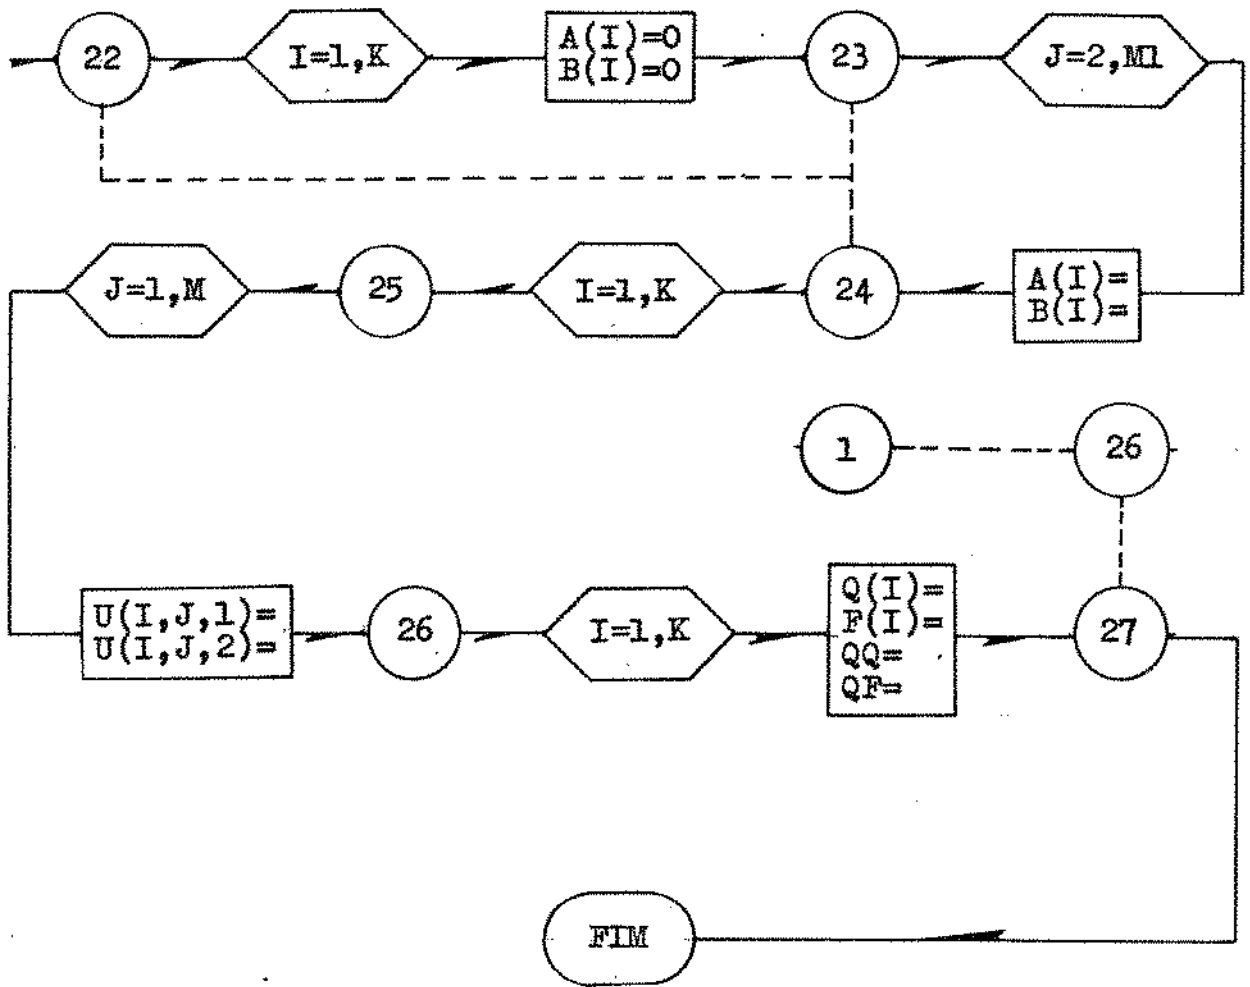 22
I=1,K
A(I)=0
B(I)=0
23
J=2,M1
J=1,M
25
I=1,K
24
A(I)=
B(I)=
1
26
U(I,J,1)=
U(I,J,2)=
26
I=1,K
Q(I)=
F(I)=
QQ=
QF=
27
FIM